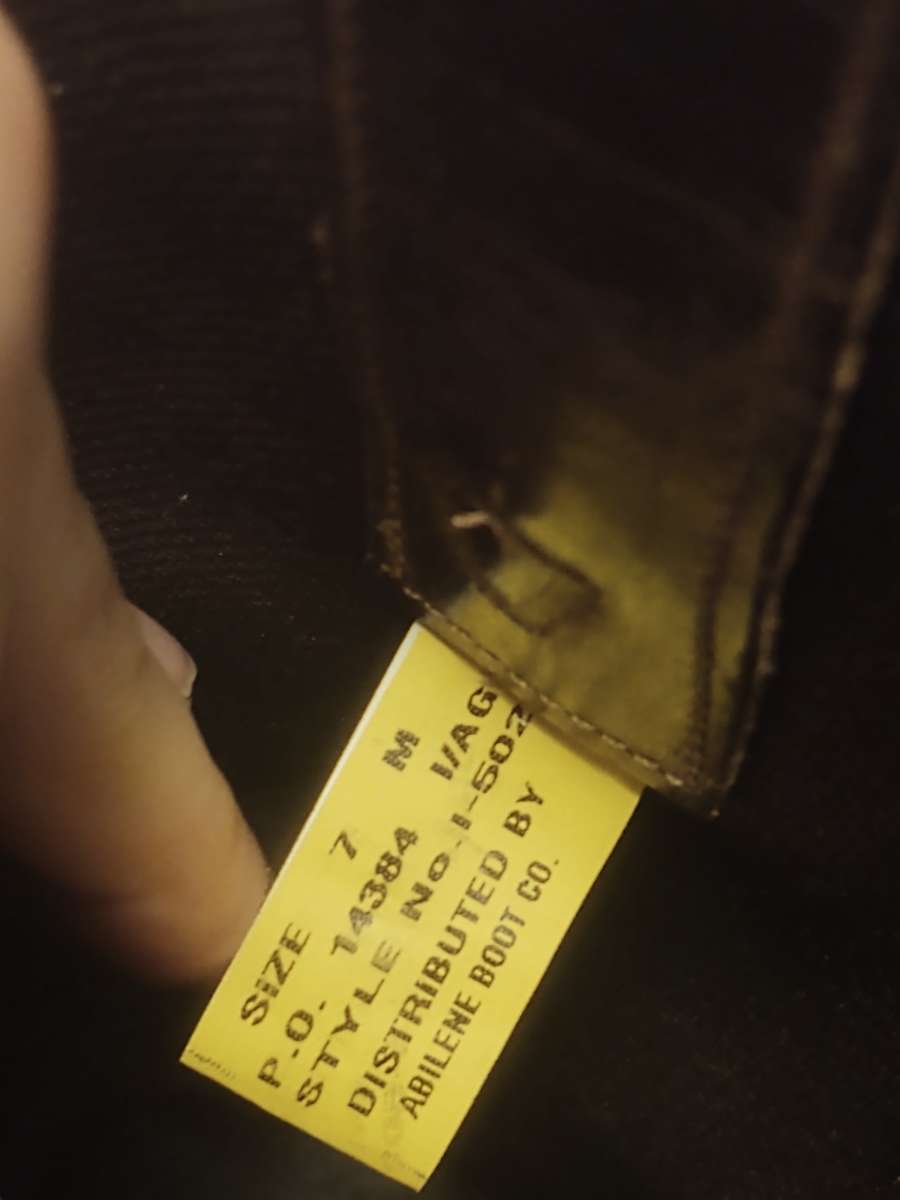 SIZE 7 M
P.O. 14384 I/AG
STYLE No. I-502
DISTRIBUTED BY
ABILENE BOOT CO.